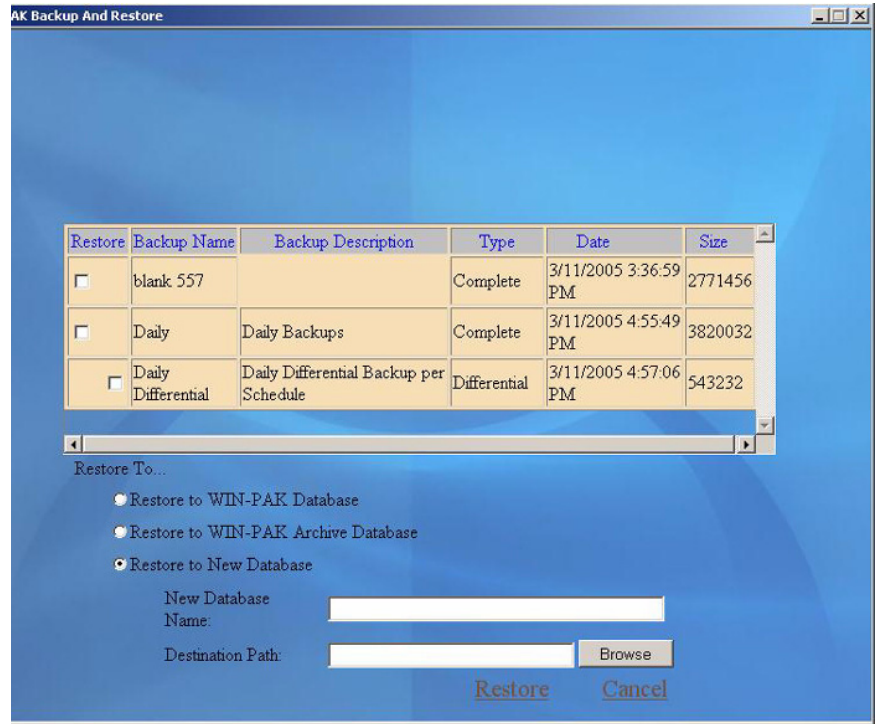 AK Backup And Restore
Restore Backup Name Backup Description Type Date Size
blank 557 Complete 3/11/2005 3:36:59 PM 2771456
Daily Daily Backups Complete 3/11/2005 4:55:49 PM 3820032
Daily Differential Daily Differential Backup per Schedule Differential 3/11/2005 4:57:06 PM 543232
Restore To...
Restore to WIN-PAK Database
Restore to WIN-PAK Archive Database
Restore to New Database
New Database Name:
Destination Path: Browse
Restore Cancel